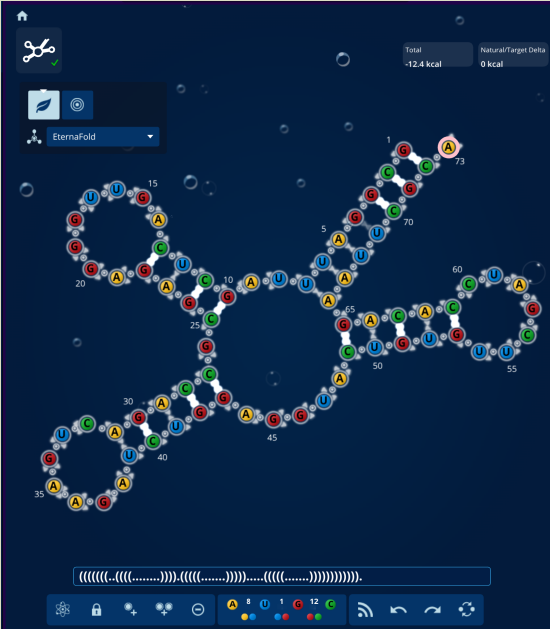 Total
-12.4 kcal
Natural/Target Delta
0 kcal
EternaFold
1
G C G G A U U
5
U A G
10
C U C A G
15
U U G G G
20
A G A G C
25
G C C A G
30
A C U G A
35
A G A U C
40
U G G A G
45
G U A C U
50
G U G U U
55
C G A U C
60
C A C A G
65
A A U U C
70
G C A
73
(((((((..((((........)))).(((((.......))))).....(((((.......)))))))))))).
A 8 U 1 G 12 C